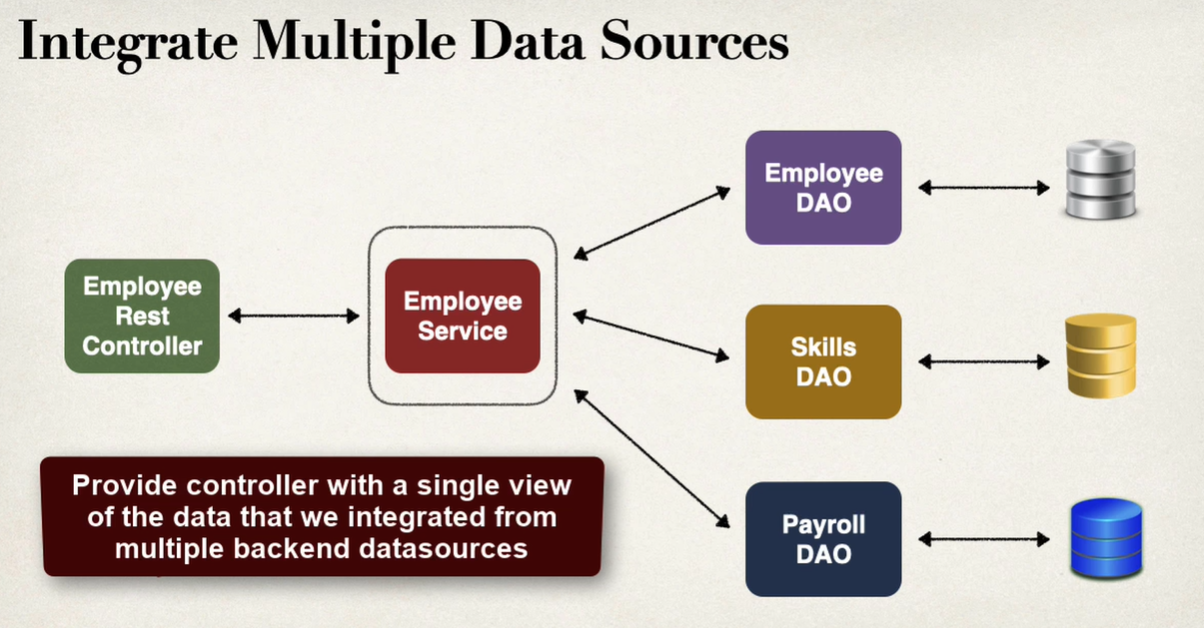 Integrate Multiple Data Sources
Employee
DAO
Employee
Rest
Controller
Employee
Service
Skills
DAO
Provide controller with a single view
of the data that we integrated from
multiple backend datasources
Payroll
DAO